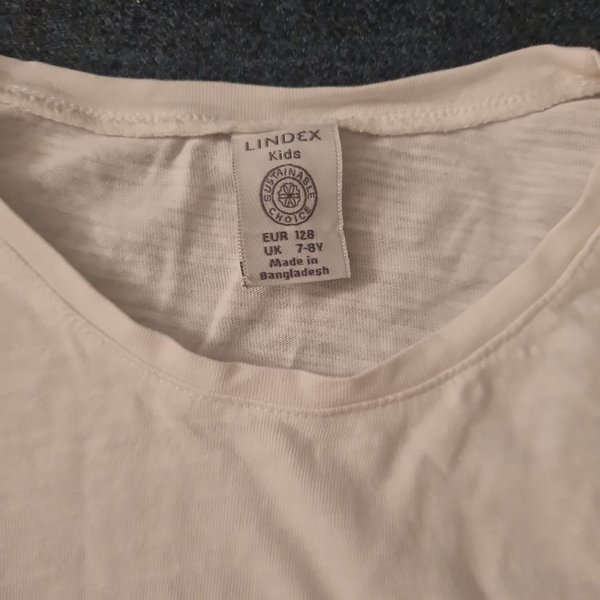 LINDEX
Kids
SUSTAINABLE
CHOICE
EUR 128
UK 7-8Y
Made in
Bangladesh